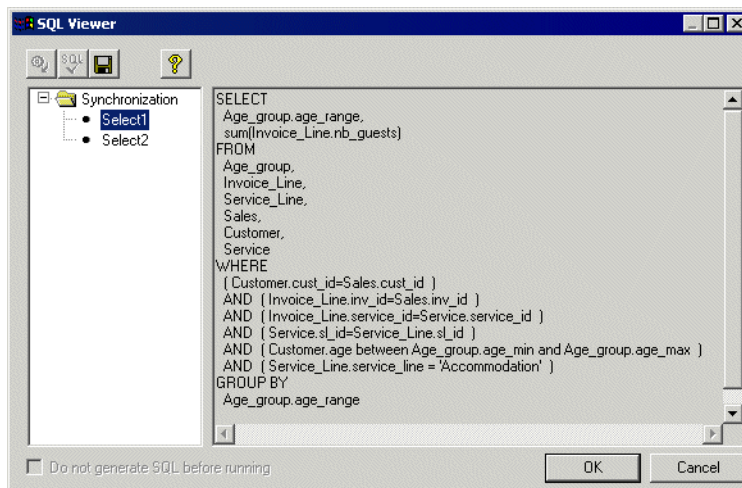 SQL Viewer
SQL
?
Synchronization
Select1
Select2
SELECT
Age_group.age_range,
sum(Invoice_Line.nb_guests)
FROM
Age_group,
Invoice_Line,
Service_Line,
Sales,
Customer,
Service
WHERE
( Customer.cust_id=Sales.cust_id )
AND ( Invoice_Line.inv_id=Sales.inv_id )
AND ( Invoice_Line.service_id=Service.service_id )
AND ( Service.sl_id=Service_Line.sl_id )
AND ( Customer.age between Age_group.age_min and Age_group.age_max )
AND ( Service_Line.service_line = 'Accommodation' )
GROUP BY
Age_group.age_range
Do not generate SQL before running
OK Cancel